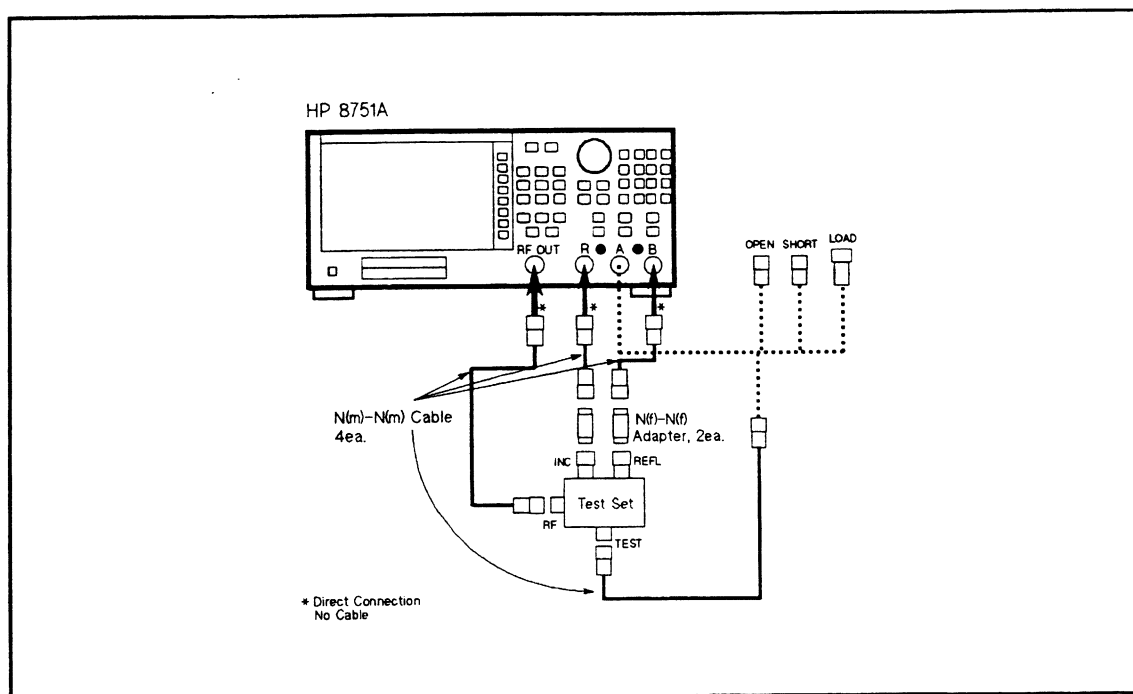 HP 8751A
RF OUT
R
A
B
OPEN
SHORT
LOAD
*
*
*
N(m)-N(m) Cable
4ea.
N(f)-N(f)
Adapter, 2ea.
INC
REFL
Test Set
RF
TEST
* Direct Connection
No Cable